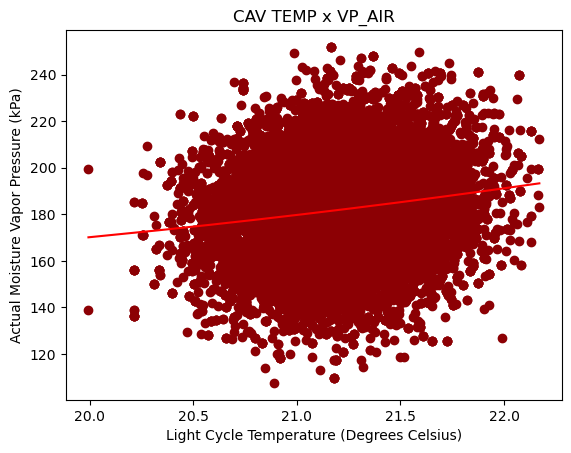 CAV TEMP x VP_AIR
Actual Moisture Vapor Pressure (kPa)
240
220
200
180
160
140
120
20.0 20.5 21.0 21.5 22.0
Light Cycle Temperature (Degrees Celsius)